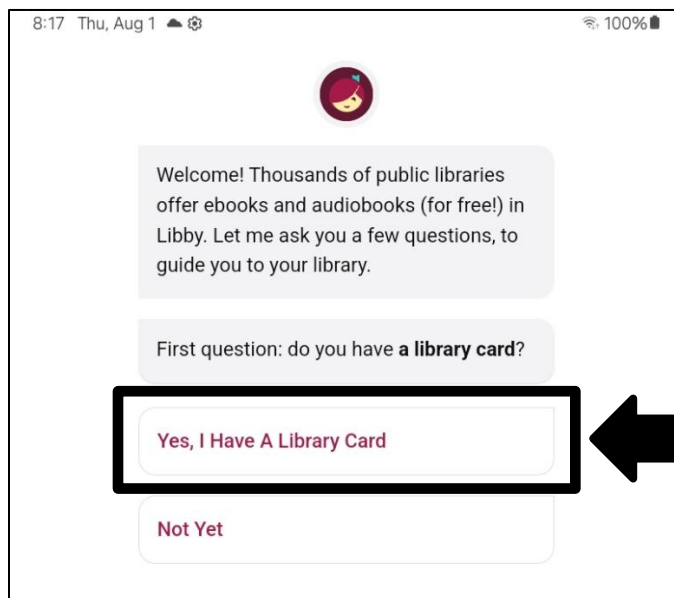 8:17 Thu, Aug 1 100%
Welcome! Thousands of public libraries
offer ebooks and audiobooks (for free!) in
Libby. Let me ask you a few questions, to
guide you to your library.
First question: do you have a library card?
Yes, I Have A Library Card
Not Yet